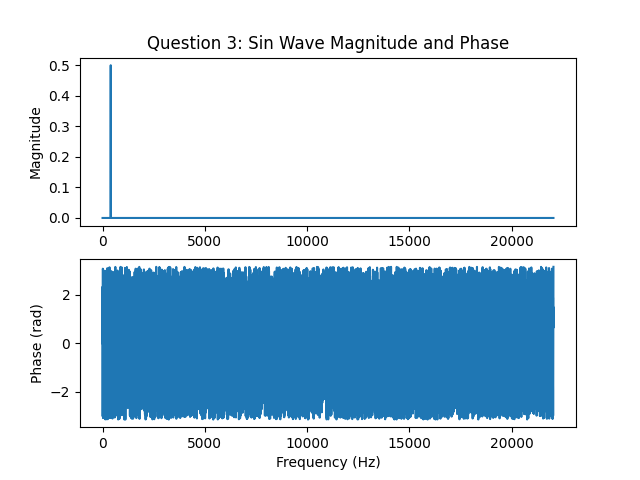 Question 3: Sin Wave Magnitude and Phase
0.5
0.4
0.3
0.2
0.1
0.0
Magnitude
0 5000 10000 15000 20000
2
0
−2
Phase (rad)
0 5000 10000 15000 20000
Frequency (Hz)